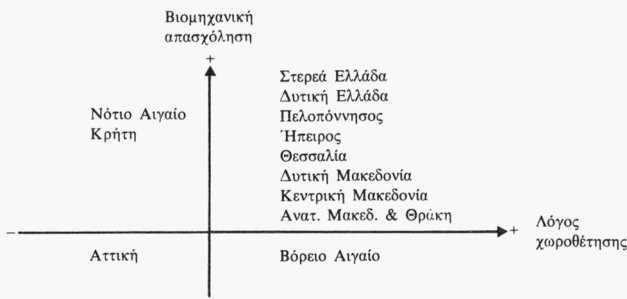 Βιομηχανική
απασχόληση
+
Στερεά Ελλάδα
Δυτική Ελλάδα
Νότιο Αιγαίο
Πελοπόννησος
Κρήτη
Ήπειρος
Θεσσαλία
Δυτική Μακεδονία
Κεντρική Μακεδονία
Ανατ. Μακεδ. & Θράκη
−
+
Λόγος
χωροθέτησης
Αττική
Βόρειο Αιγαίο